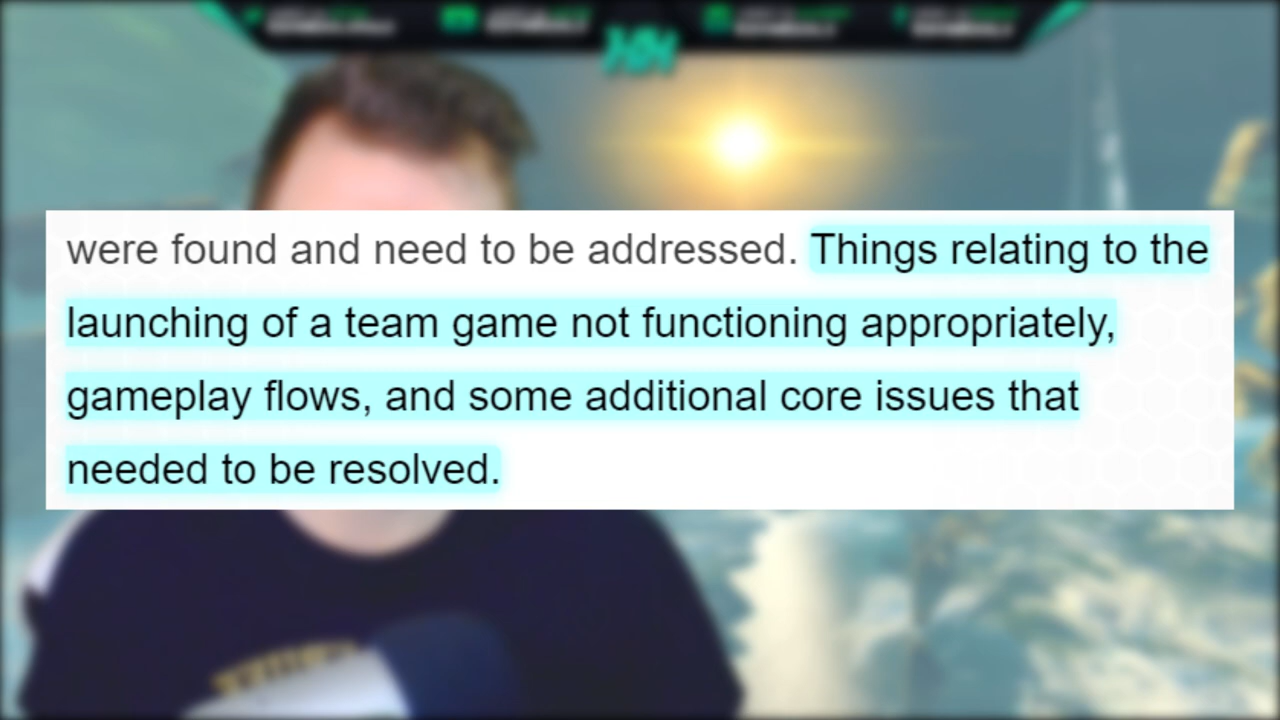 were found and need to be addressed. Things relating to the
launching of a team game not functioning appropriately,
gameplay flows, and some additional core issues that
needed to be resolved.